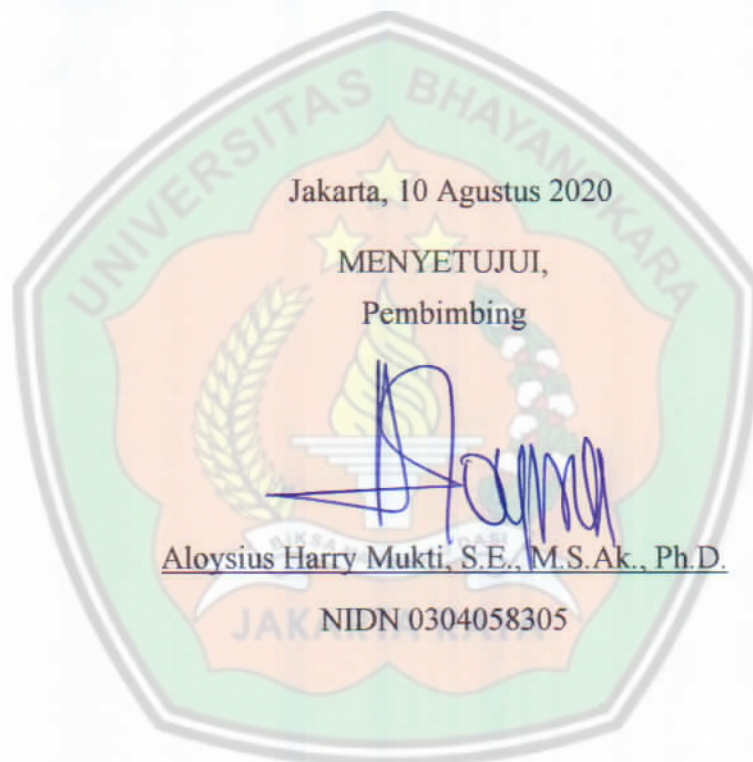 UNIVERSITAS BHAYANGKARA
Jakarta, 10 Agustus 2020
MENYETUJUI,
Pembimbing
Aloysius Harry Mukti, S.E., M.S.Ak., Ph.D.
NIDN 0304058305
JAKARTA RAYA